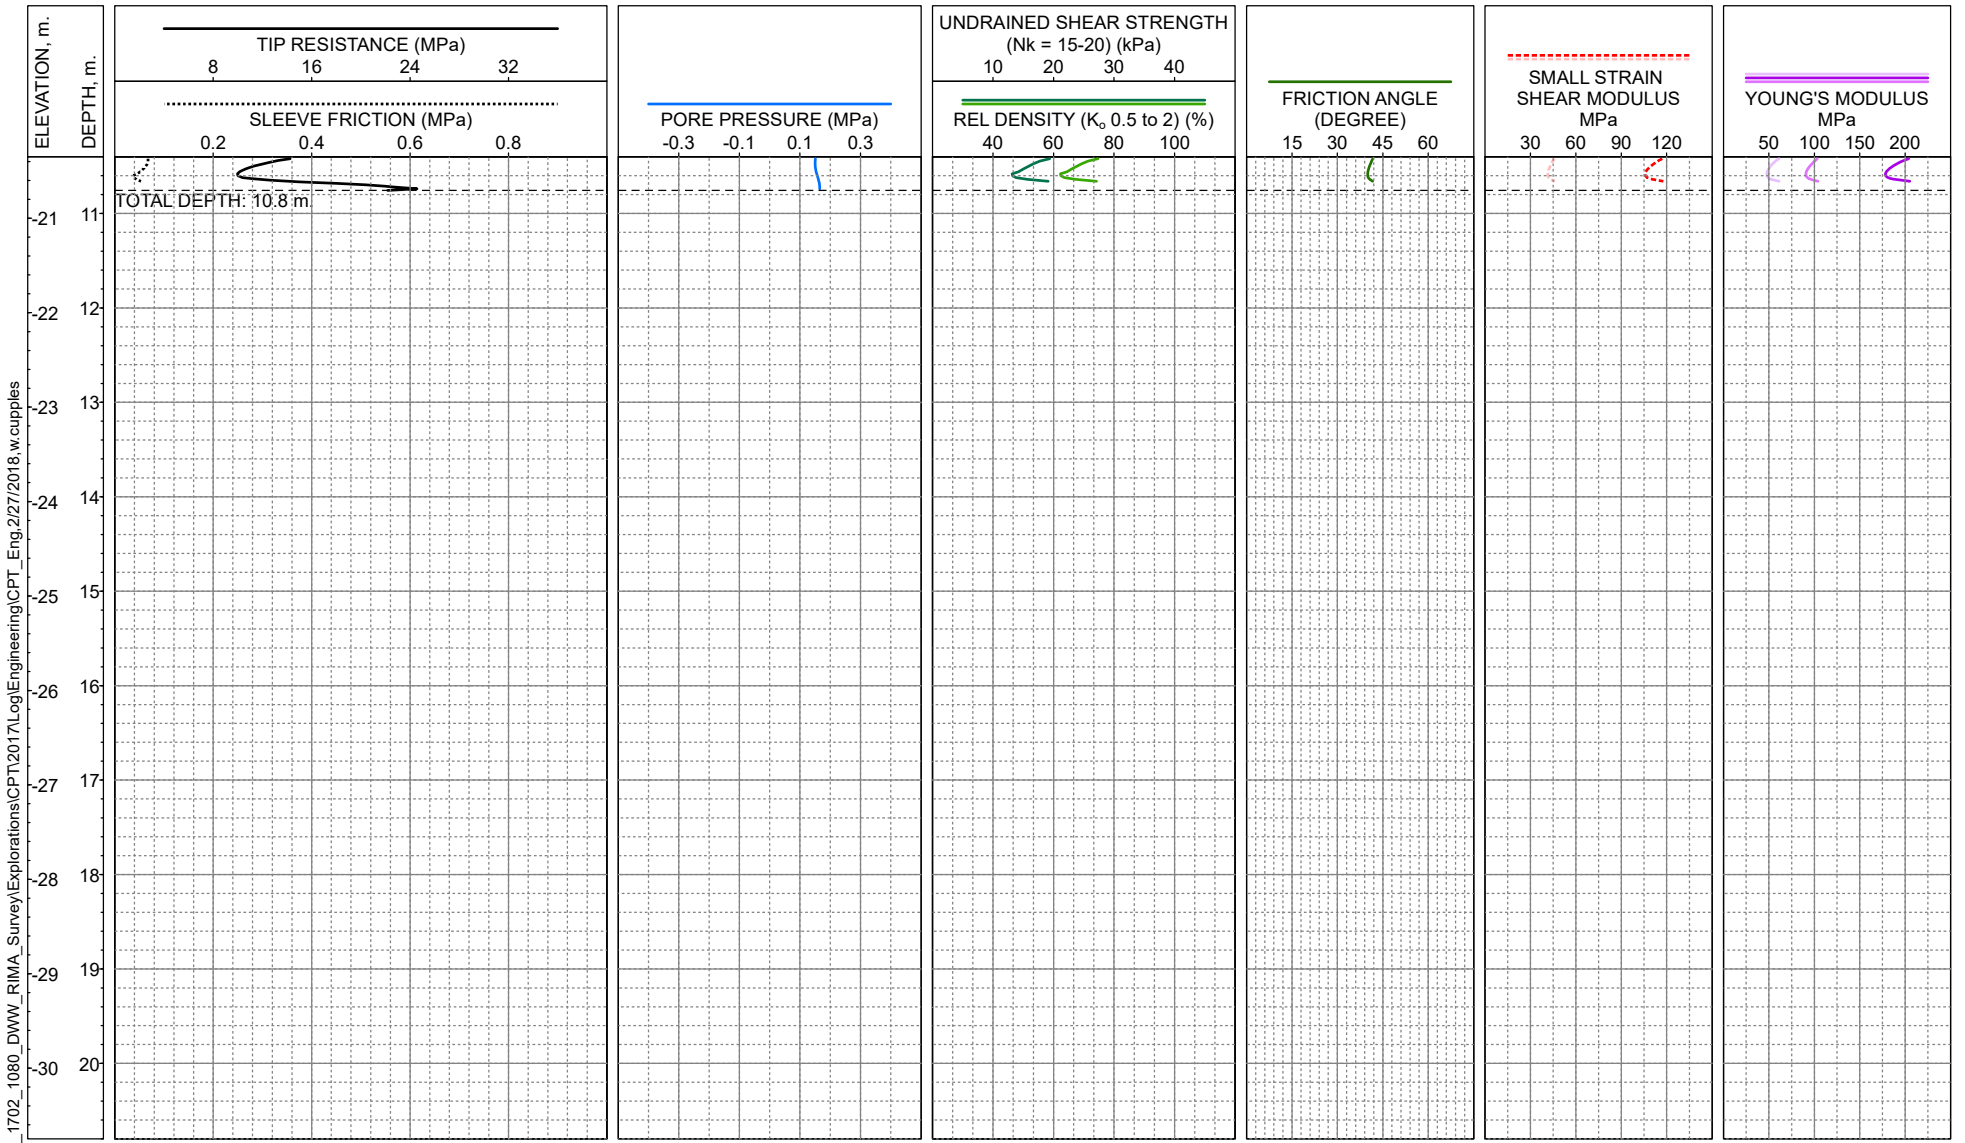 ELEVATION, m.
DEPTH, m.
TIP RESISTANCE (MPa)
8 16 24 32
SLEEVE FRICTION (MPa)
0.2 0.4 0.6 0.8
PORE PRESSURE (MPa)
-0.3 -0.1 0.1 0.3
UNDRAINED SHEAR STRENGTH
(Nk = 15-20) (kPa)
10 20 30 40
REL DENSITY (Ko 0.5 to 2) (%)
40 60 80 100
FRICTION ANGLE
(DEGREE)
15 30 45 60
SMALL STRAIN
SHEAR MODULUS
MPa
30 60 90 120
YOUNG'S MODULUS
MPa
50 100 150 200
TOTAL DEPTH: 10.8 m.
-21 11
-22 12
-23 13
-24 14
-25 15
-26 16
-27 17
-28 18
-29 19
-30 20
_1702_1080_DWW_RIMA_Survey\Explorations\CPT\2017\Log\Engineering\CPT_Eng,2/27/2018,w.cupples